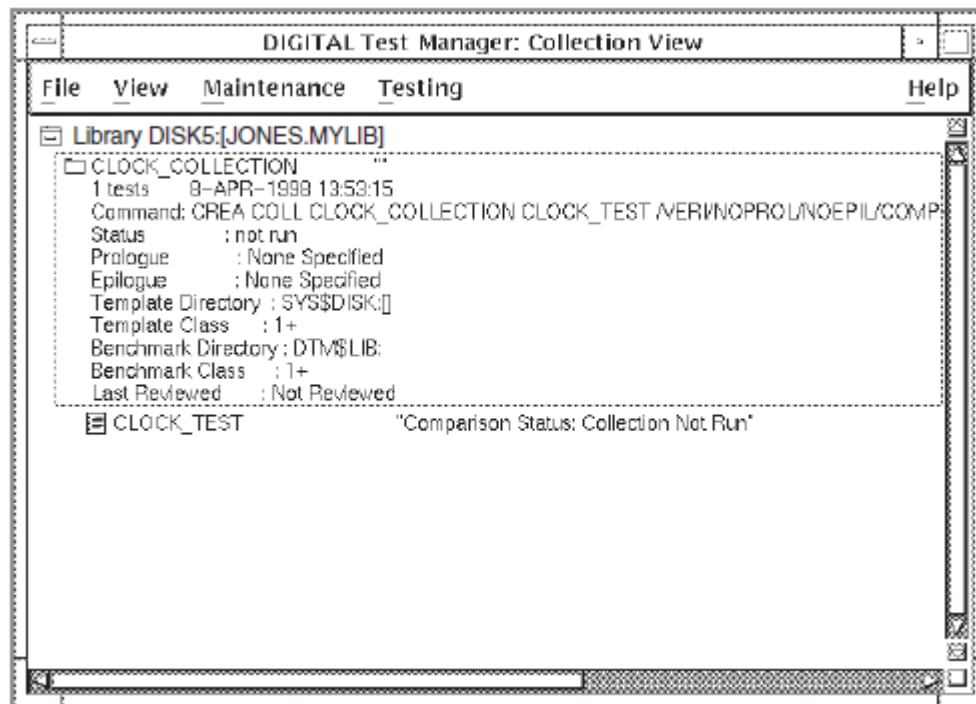 DIGITAL Test Manager: Collection View
File View Maintenance Testing Help
Library DISK5:[JONES.MYLIB]
CLOCK_COLLECTION ""
1 tests 8-APR-1998 13:53:15
Command: CREA COLL CLOCK_COLLECTION CLOCK_TEST /VERI/NOPROL/NOEPIL/COMP
Status : not run
Prologue : None Specified
Epilogue : None Specified
Template Directory : SYS$DISK:[]
Template Class : 1+
Benchmark Directory : DTM$LIB:
Benchmark Class : 1+
Last Reviewed : Not Reviewed
CLOCK_TEST "Comparison Status: Collection Not Run"